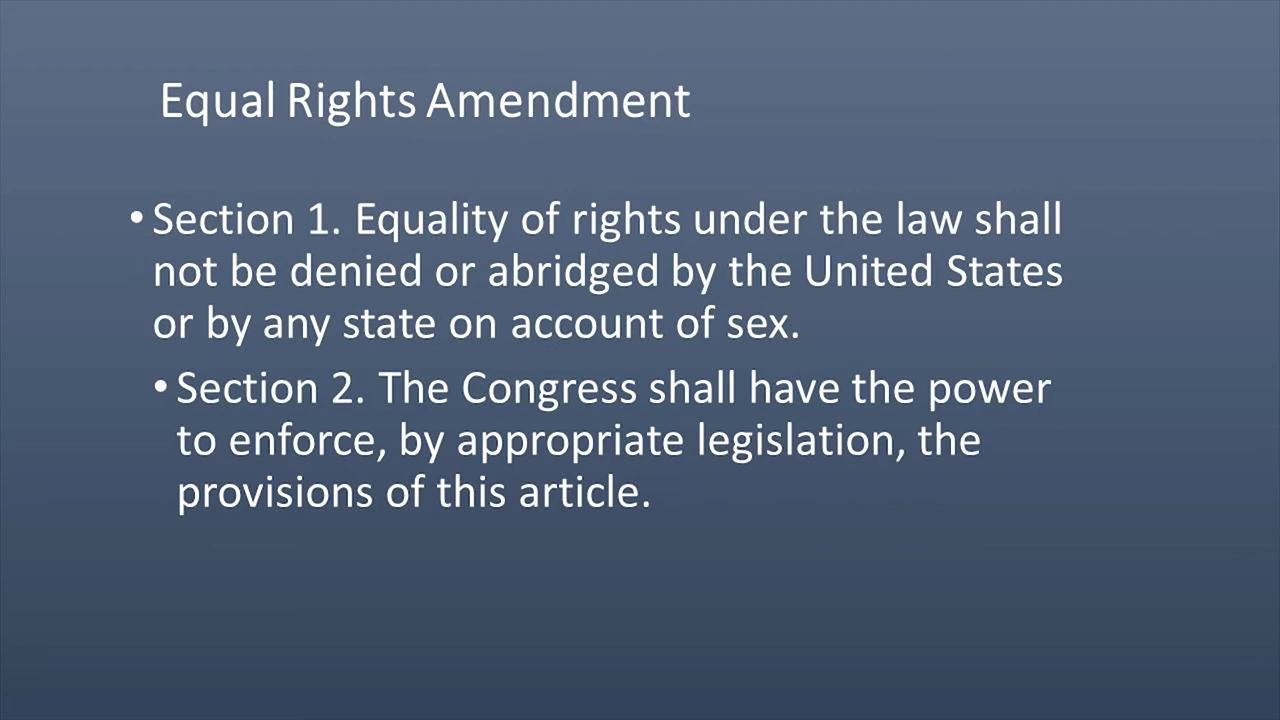 Equal Rights Amendment
• Section 1. Equality of rights under the law shall
not be denied or abridged by the United States
or by any state on account of sex.
• Section 2. The Congress shall have the power
to enforce, by appropriate legislation, the
provisions of this article.